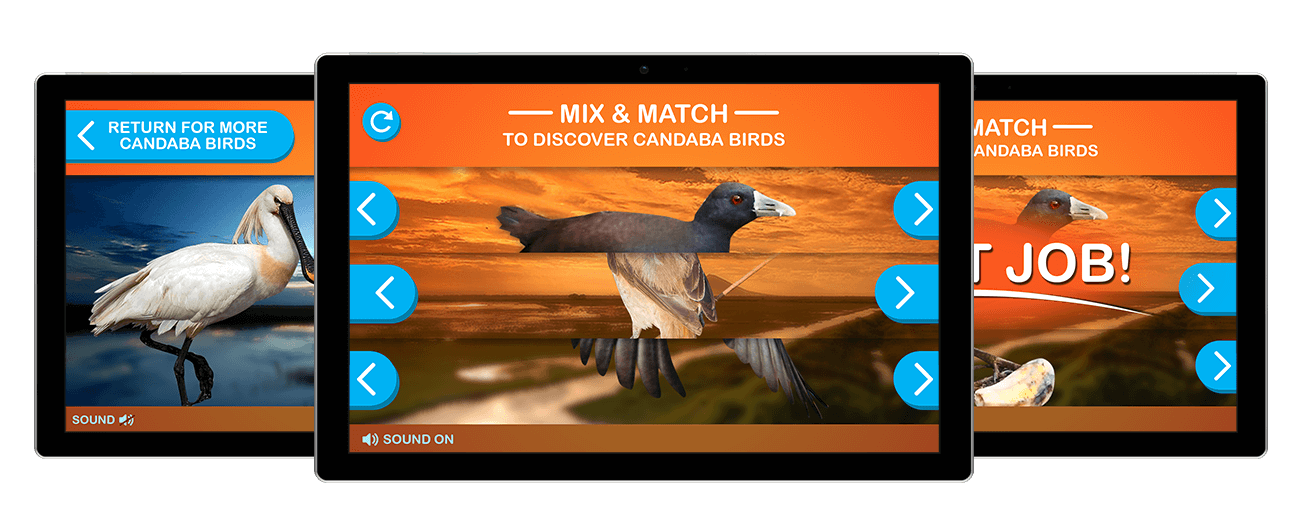 RETURN FOR MORE
CANDABA BIRDS
SOUND
MIX & MATCH
TO DISCOVER CANDABA BIRDS
SOUND ON
MATCH
CANDABA BIRDS
T JOB!